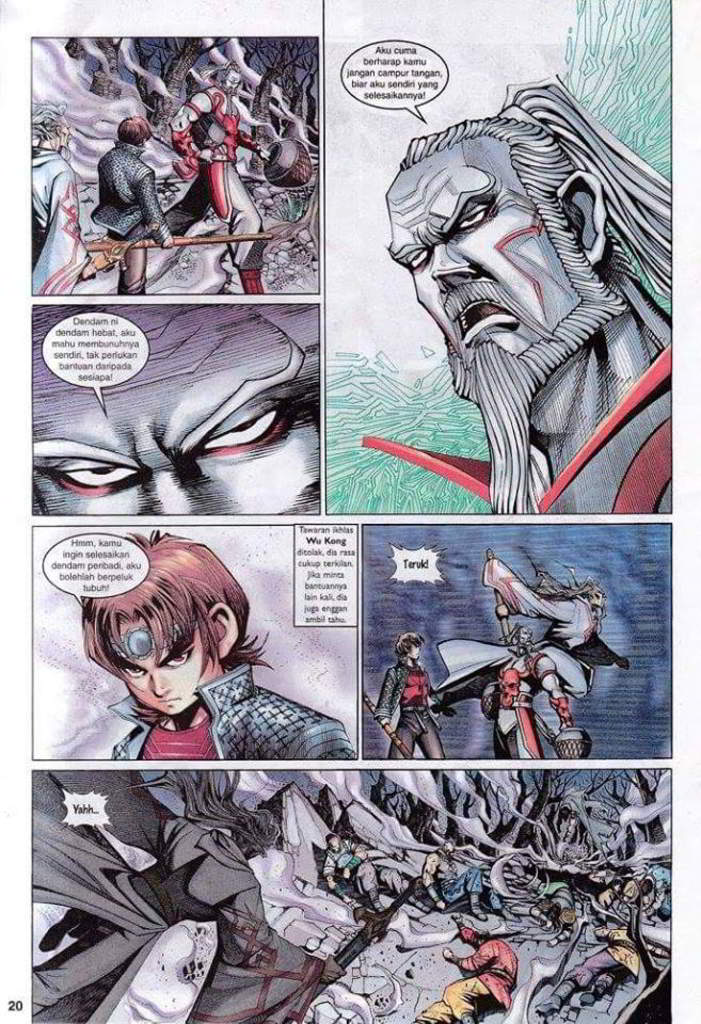 Aku cuma
berharap kamu
jangan campur tangan,
biar aku sendiri yang
selesaikannya!
Dendam ni
dendam hebat, aku
mahu membunuhnya
sendiri, tak perlukan
bantuan daripada
sesiapa!
Hmm, kamu
ingin selesaikan
dendam peribadi, aku
bolehlah berpeluk
tubuh!
Tawaran ikhlas
Wu Kong
ditolak, dia rasa
cukup terkilan.
Jika minta
bantuannya
lain kali, dia
juga enggan
ambil tahu.
Teruk!
Yahh...
20